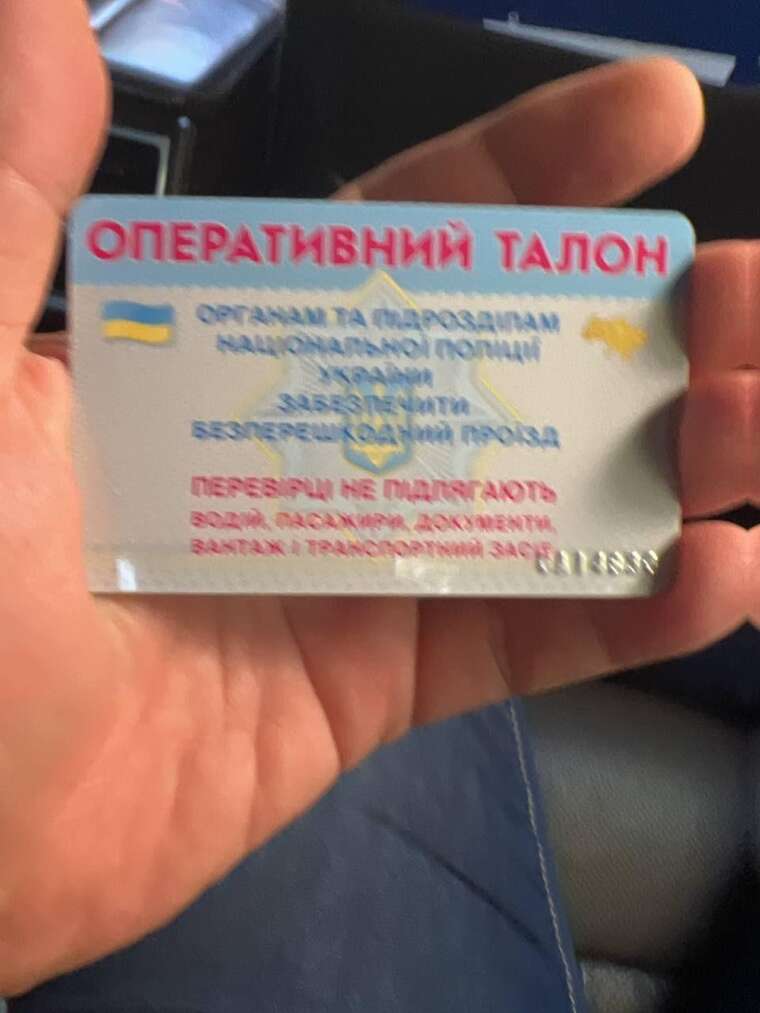 ОПЕРАТИВНИЙ ТАЛОН
ОРГАНАМ ТА ПІДРОЗДІЛАМ
НАЦІОНАЛЬНОЇ ПОЛІЦІЇ
УКРАЇНИ
ЗАБЕЗПЕЧИТИ
БЕЗПЕРЕШКОДНИЙ ПРОЇЗД
ПЕРЕВІРЦІ НЕ ПІДЛЯГАЮТЬ
ВОДІЙ, ПАСАЖИРИ, ДОКУМЕНТИ,
ВАНТАЖ І ТРАНСПОРТНИЙ ЗАСІБ